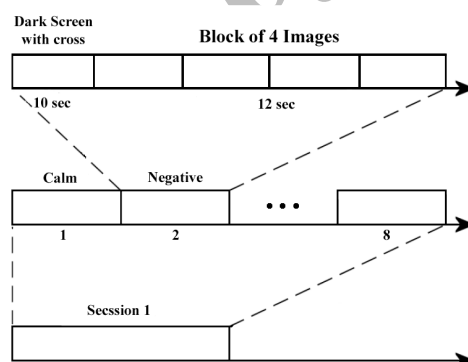 Dark Screen
with cross
Block of 4 Images
10 sec
12 sec
Calm
Negative
...
1
2
8
Secssion 1